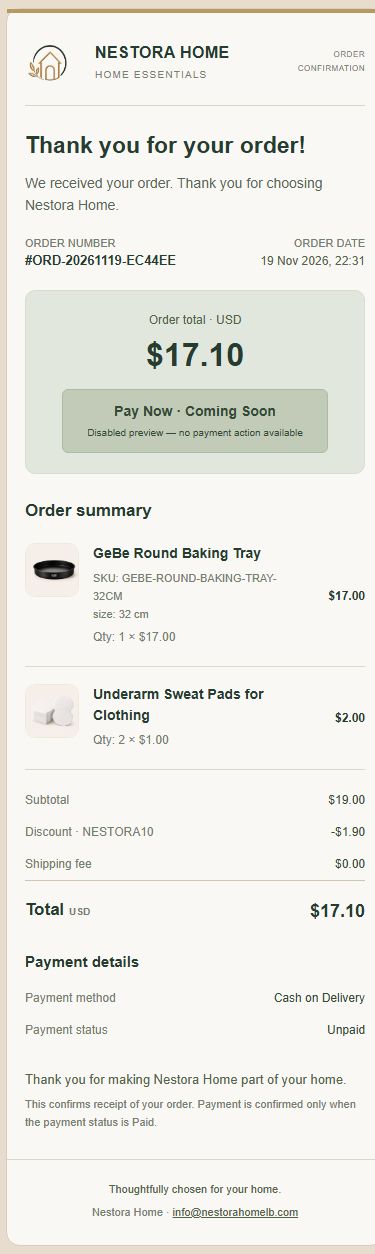 NESTORA HOME
HOME ESSENTIALS
ORDER
CONFIRMATION
Thank you for your order!
We received your order. Thank you for choosing
Nestora Home.
ORDER NUMBER
#ORD-20261119-EC44EE
ORDER DATE
19 Nov 2026, 22:31
Order total · USD
$17.10
Pay Now · Coming Soon
Disabled preview — no payment action available
Order summary
GeBe Round Baking Tray
SKU: GEBE-ROUND-BAKING-TRAY-
32CM
size: 32 cm
Qty: 1 × $17.00
$17.00
Underarm Sweat Pads for
Clothing
Qty: 2 × $1.00
$2.00
Subtotal $19.00
Discount · NESTORA10 -$1.90
Shipping fee $0.00
Total USD $17.10
Payment details
Payment method Cash on Delivery
Payment status Unpaid
Thank you for making Nestora Home part of your home.
This confirms receipt of your order. Payment is confirmed only when
the payment status is Paid.
Thoughtfully chosen for your home.
Nestora Home · info@nestorahomelb.com